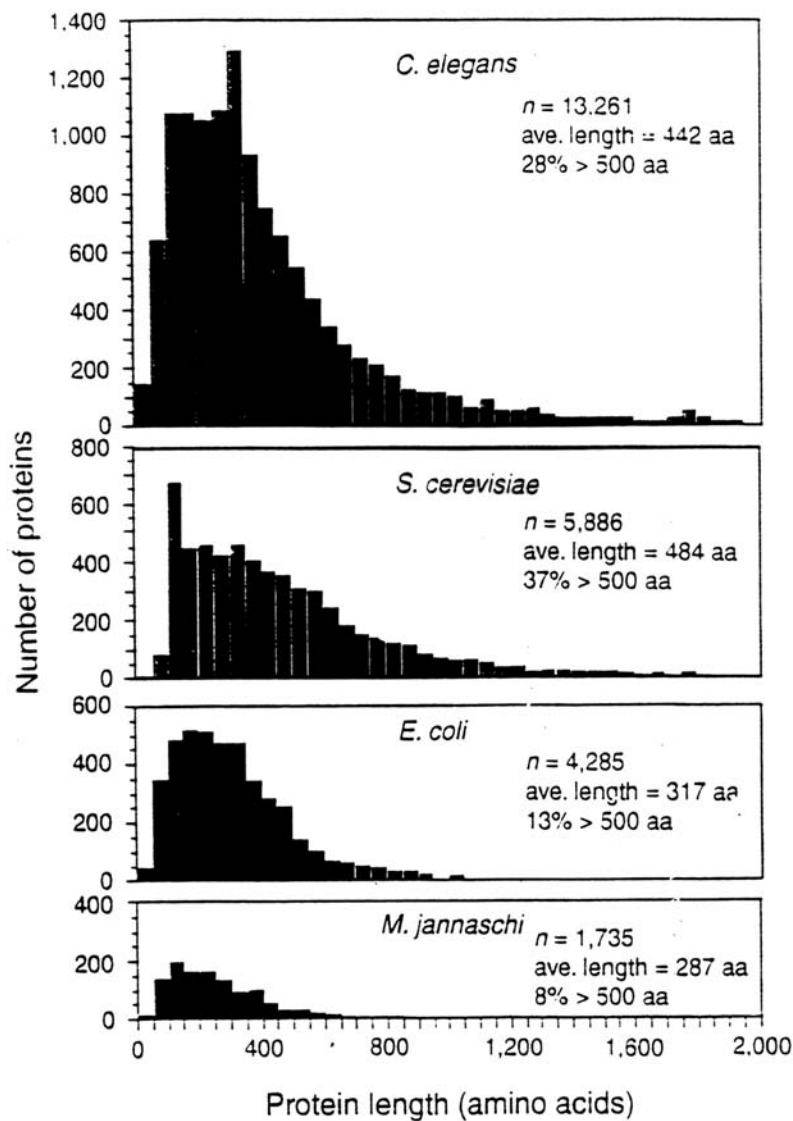 Number of proteins
1,400
1,200
1,000
800
600
400
200
0
C. elegans
n = 13.261
ave. length = 442 aa
28% > 500 aa
800
600
400
200
0
S. cerevisiae
n = 5,886
ave. length = 484 aa
37% > 500 aa
600
400
200
0
E. coli
n = 4,285
ave. length = 317 aa
13% > 500 aa
400
200
0
M. jannaschi
n = 1,735
ave. length = 287 aa
8% > 500 aa
0 400 800 1,200 1,600 2,000
Protein length (amino acids)